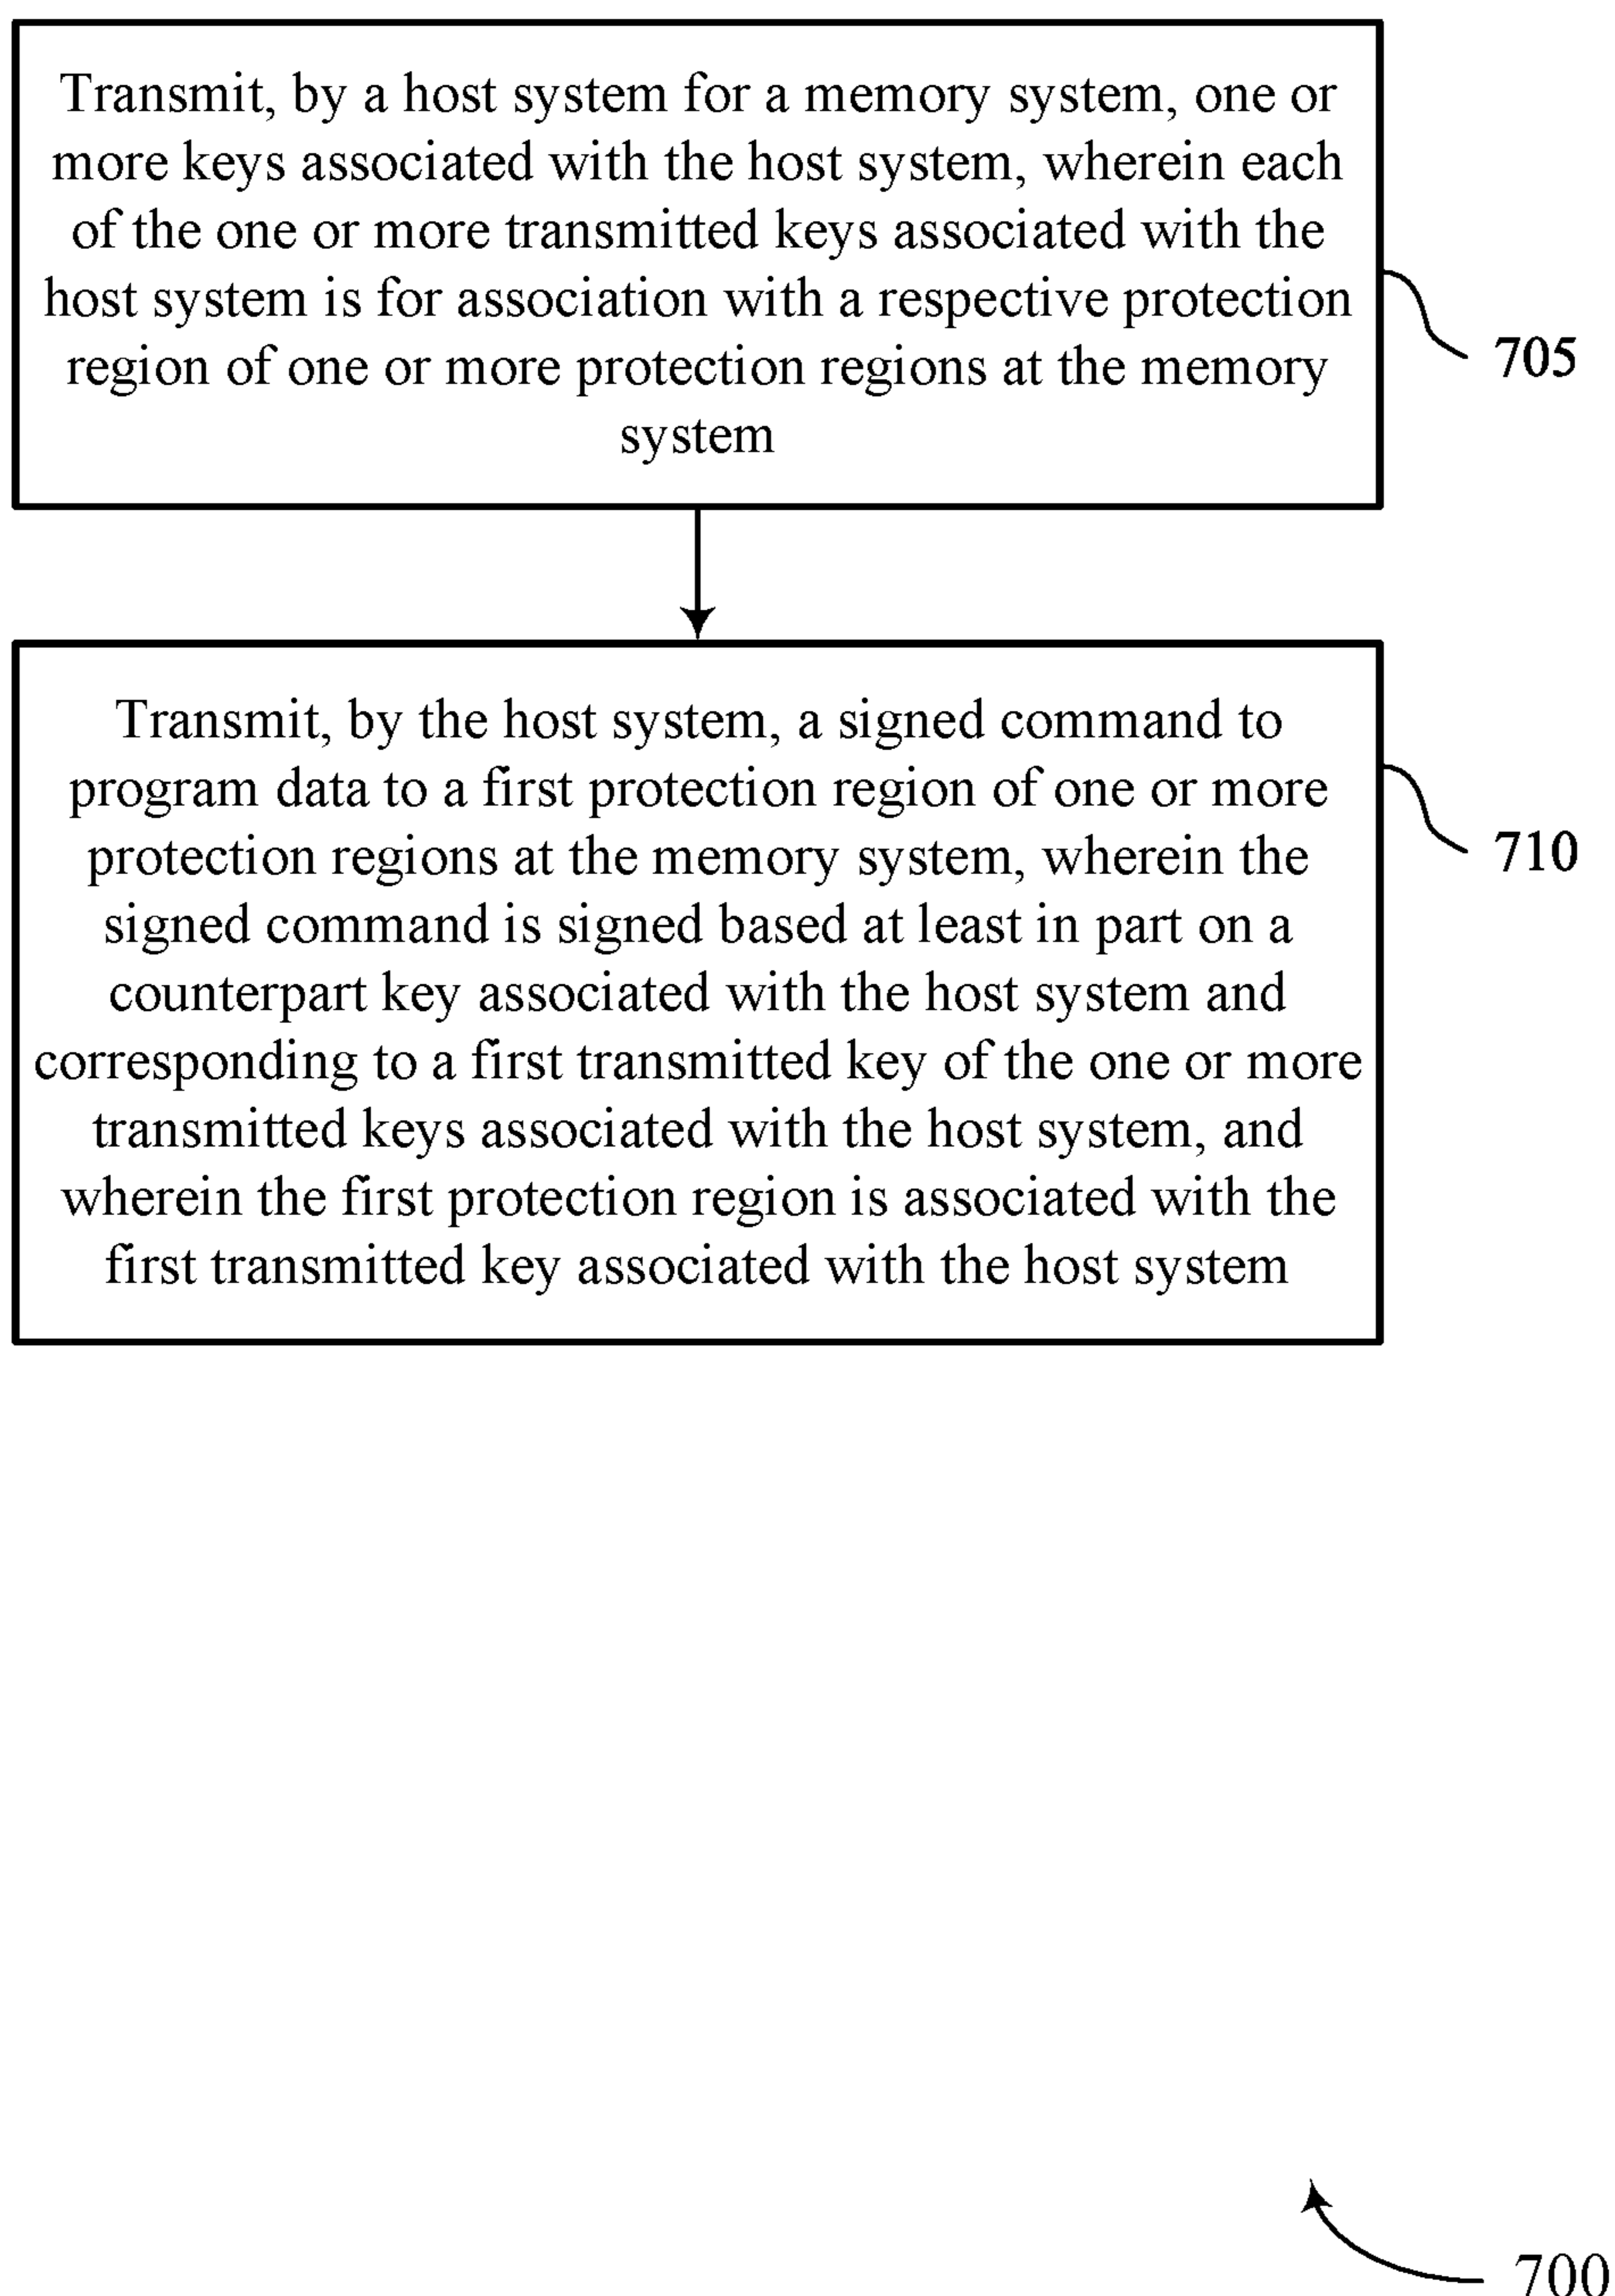 Transmit, by a host system for a memory system, one or
more keys associated with the host system, wherein each
of the one or more transmitted keys associated with the
host system is for association with a respective protection
region of one or more protection regions at the memory
system
705
Transmit, by the host system, a signed command to
program data to a first protection region of one or more
protection regions at the memory system, wherein the
signed command is signed based at least in part on a
counterpart key associated with the host system and
corresponding to a first transmitted key of the one or more
transmitted keys associated with the host system, and
wherein the first protection region is associated with the
first transmitted key associated with the host system
710
700